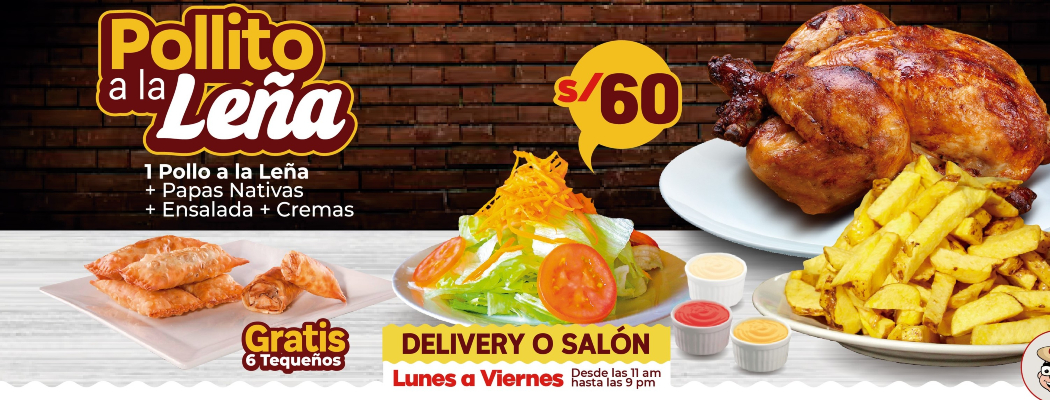 Pollito
a la Leña
1 Pollo a la Leña
+ Papas Nativas
+ Ensalada + Cremas
s/60
Gratis
6 Tequeños
DELIVERY O SALÓN
Lunes a Viernes Desde las 11 am
hasta las 9 pm